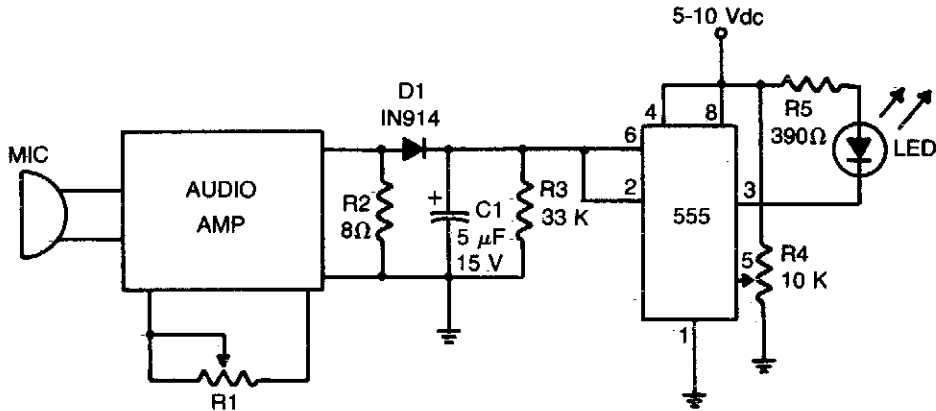 5-10 Vdc
D1
IN914
4
8
R5
390Ω
LED
MIC
AUDIO
AMP
6
R2
8Ω
+
C1
5 μF
15 V
R3
33 K
2
555
3
5
R4
10 K
1
R1